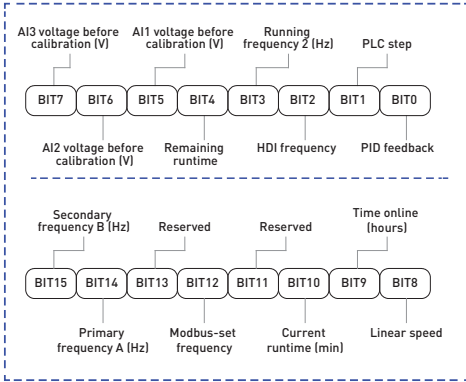 AI3 voltage before
calibration (V)
AI1 voltage before
calibration (V)
Running
frequency 2 (Hz)
PLC step
BIT7 BIT6 BIT5 BIT4 BIT3 BIT2 BIT1 BIT0
AI2 voltage before
calibration (V)
Remaining
runtime
HDI frequency
PID feedback
Secondary
frequency B (Hz)
Reserved
Reserved
Time online
(hours)
BIT15 BIT14 BIT13 BIT12 BIT11 BIT10 BIT9 BIT8
Primary
frequency A (Hz)
Modbus-set
frequency
Current
runtime (min)
Linear speed